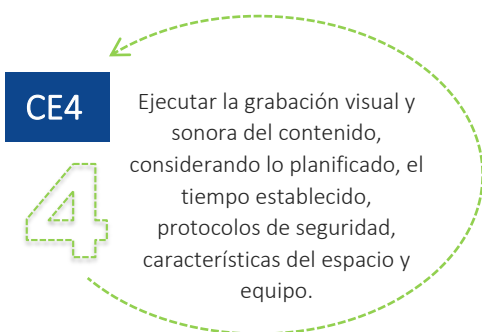 CE4
4
Ejecutar la grabación visual y
sonora del contenido,
considerando lo planificado, el
tiempo establecido,
protocolos de seguridad,
características del espacio y
equipo.